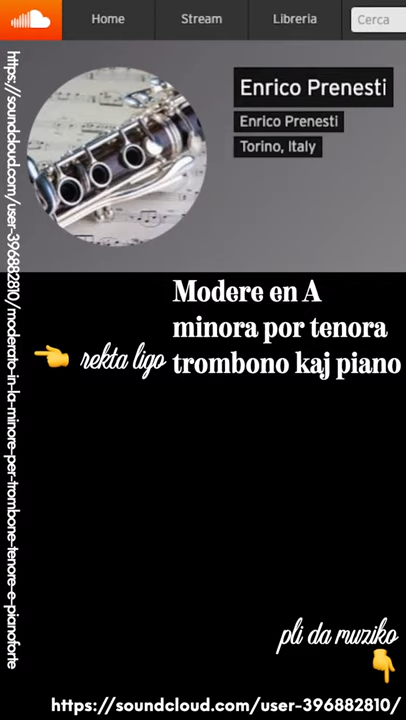 Home Stream Libreria Cerca
Enrico Prenesti
Enrico Prenesti
Torino, Italy
https://soundcloud.com/user-396882810/moderato-in-la-minore-per-trombone-tenore-e-pianoforte
Modere en A
minora por tenora
trombono kaj piano
rekta ligo
pli da muziko
https://soundcloud.com/user-396882810/